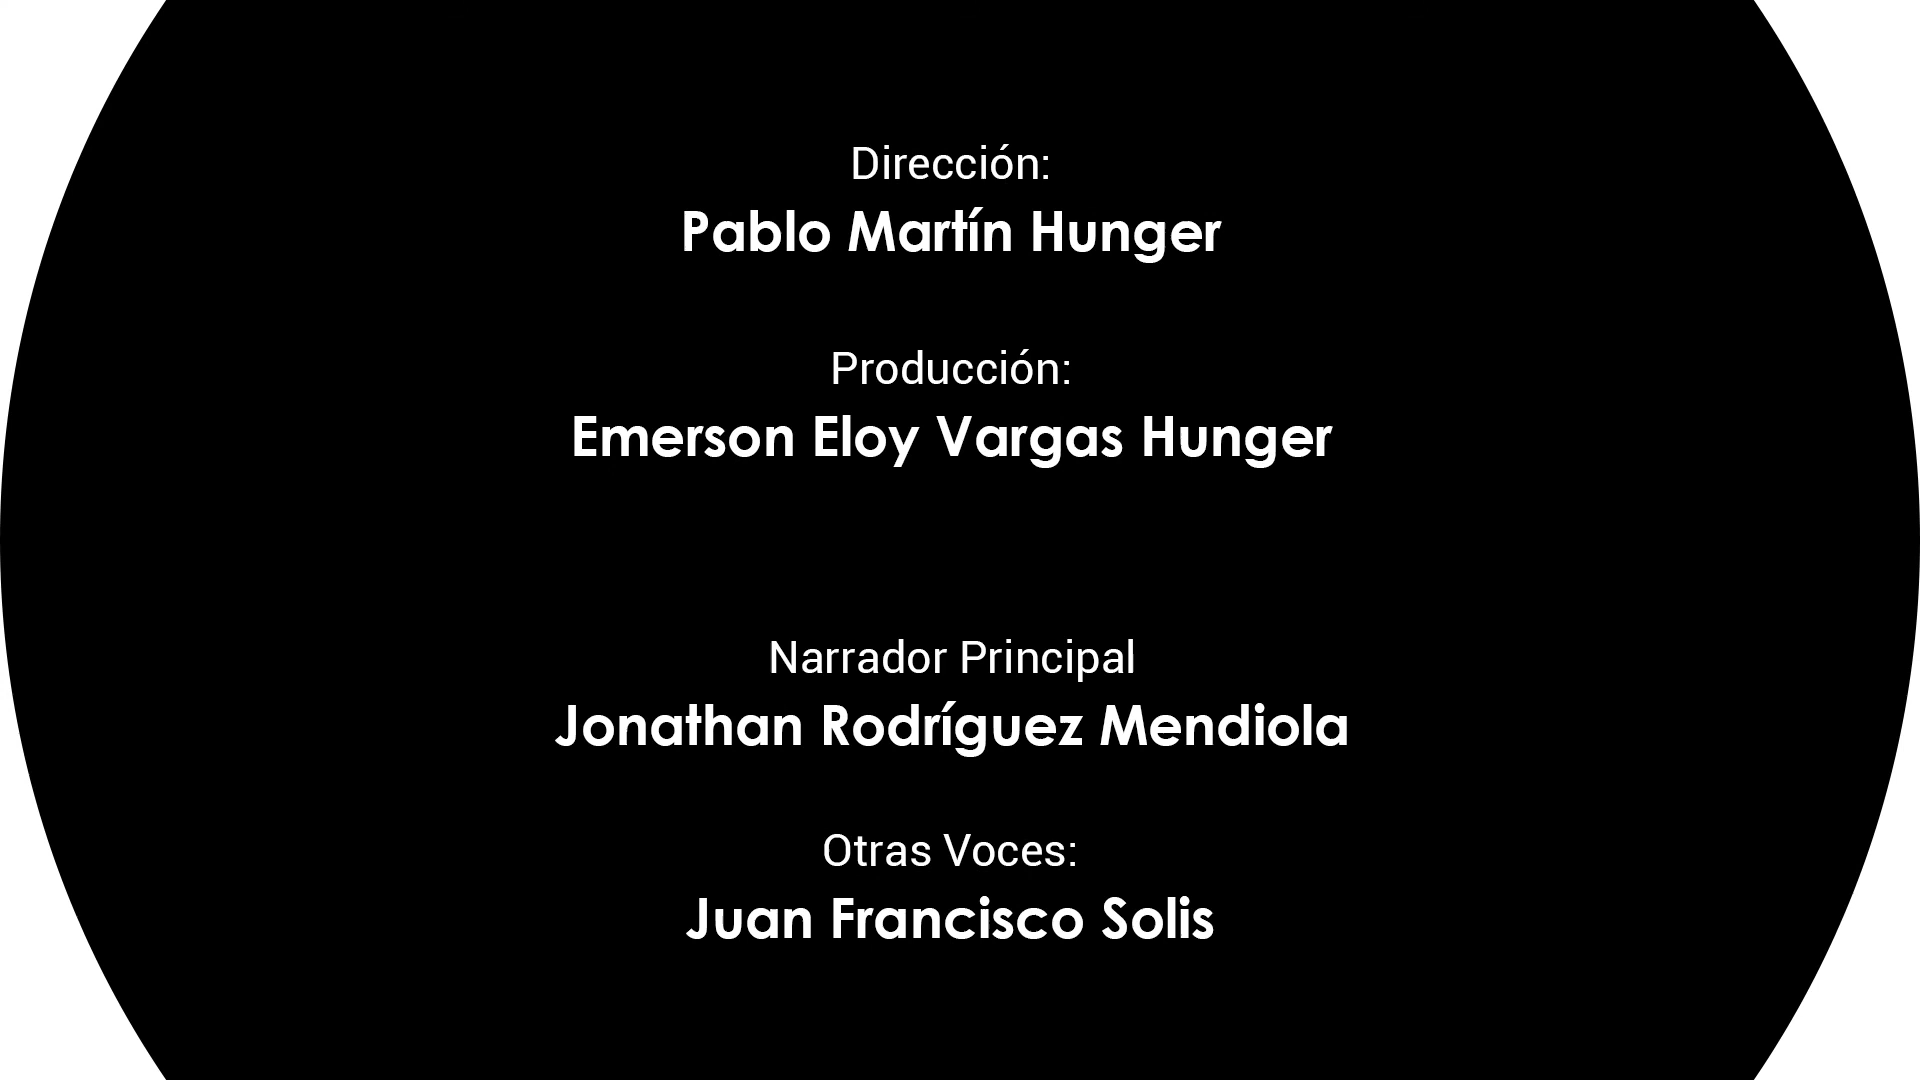 Dirección:
Pablo Martín Hunger
Producción:
Emerson Eloy Vargas Hunger
Narrador Principal
Jonathan Rodríguez Mendiola
Otras Voces:
Juan Francisco Solis